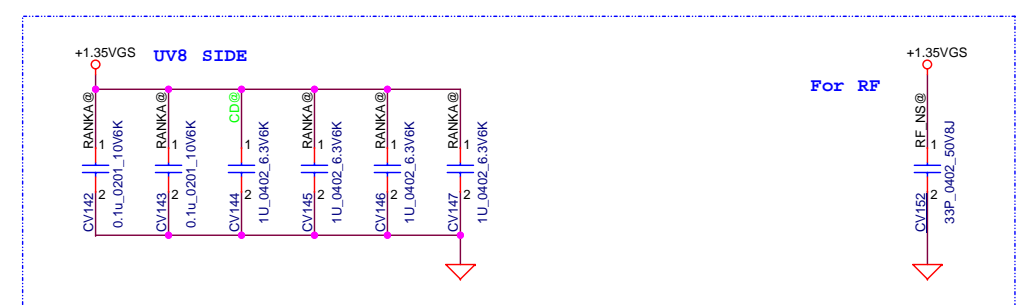 +1.35VGS
UV8 SIDE
RANKA@
1
2
CV142
0.1u_0201_10V6K
RANKA@
1
2
CV143
0.1u_0201_10V6K
CD@
1
2
CV144
1U_0402_6.3V6K
RANKA@
1
2
CV145
1U_0402_6.3V6K
RANKA@
1
2
CV146
1U_0402_6.3V6K
RANKA@
1
2
CV147
1U_0402_6.3V6K
For RF
+1.35VGS
RF_NS@
1
2
CV152
33P_0402_50V8J